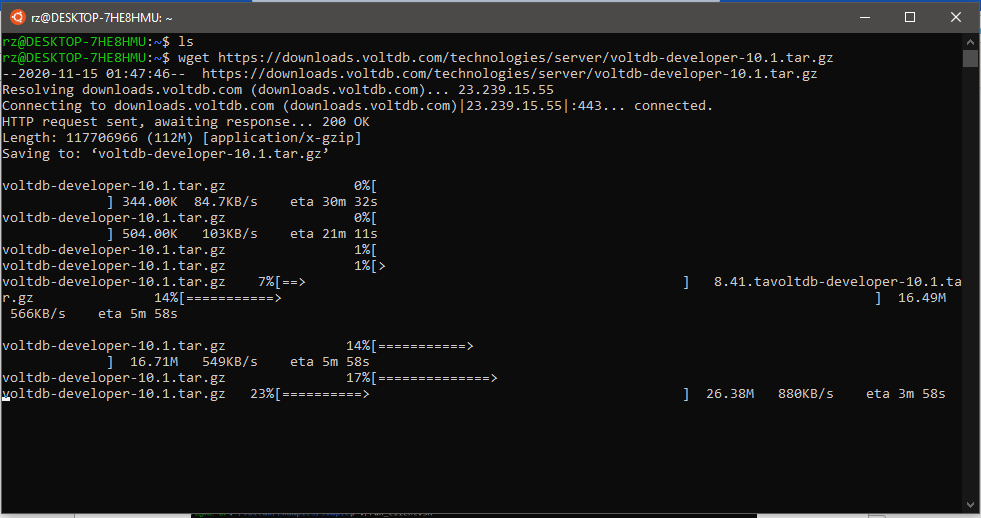 rz@DESKTOP-7HE8HMU: ~
rz@DESKTOP-7HE8HMU:~$ ls
rz@DESKTOP-7HE8HMU:~$ wget https://downloads.voltdb.com/technologies/server/voltdb-developer-10.1.tar.gz
--2020-11-15 01:47:46--  https://downloads.voltdb.com/technologies/server/voltdb-developer-10.1.tar.gz
Resolving downloads.voltdb.com (downloads.voltdb.com)... 23.239.15.55
Connecting to downloads.voltdb.com (downloads.voltdb.com)|23.239.15.55|:443... connected.
HTTP request sent, awaiting response... 200 OK
Length: 117706966 (112M) [application/x-gzip]
Saving to: ‘voltdb-developer-10.1.tar.gz’
voltdb-developer-10.1.tar.gz                0%[
             ] 344.00K  84.7KB/s    eta 30m 32s
voltdb-developer-10.1.tar.gz                0%[
             ] 504.00K   103KB/s    eta 21m 11s
voltdb-developer-10.1.tar.gz                1%[
voltdb-developer-10.1.tar.gz                1%[>
voltdb-developer-10.1.tar.gz    7%[==>                                               ]   8.41.tavoltdb-developer-10.1.ta
r.gz               14%[===========>                                                                          ]  16.49M
 566KB/s    eta 5m 58s
voltdb-developer-10.1.tar.gz               14%[===========>
             ]  16.71M   549KB/s    eta 5m 58s
voltdb-developer-10.1.tar.gz               17%[==============>
voltdb-developer-10.1.tar.gz   23%[==========>                                       ]  26.38M   880KB/s    eta 3m 58s